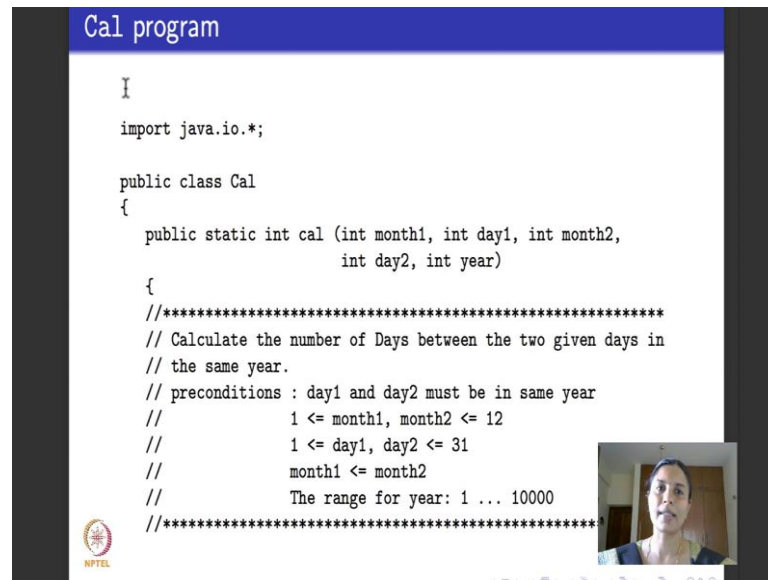 Cal program
import java.io.*;
public class Cal
{
public static int cal (int month1, int day1, int month2,
int day2, int year)
{
//***********************************************************
// Calculate the number of Days between the two given days in
// the same year.
// preconditions : day1 and day2 must be in same year
// 1 <= month1, month2 <= 12
// 1 <= day1, day2 <= 31
// month1 <= month2
// The range for year: 1 ... 10000
//***************************************************
NPTEL